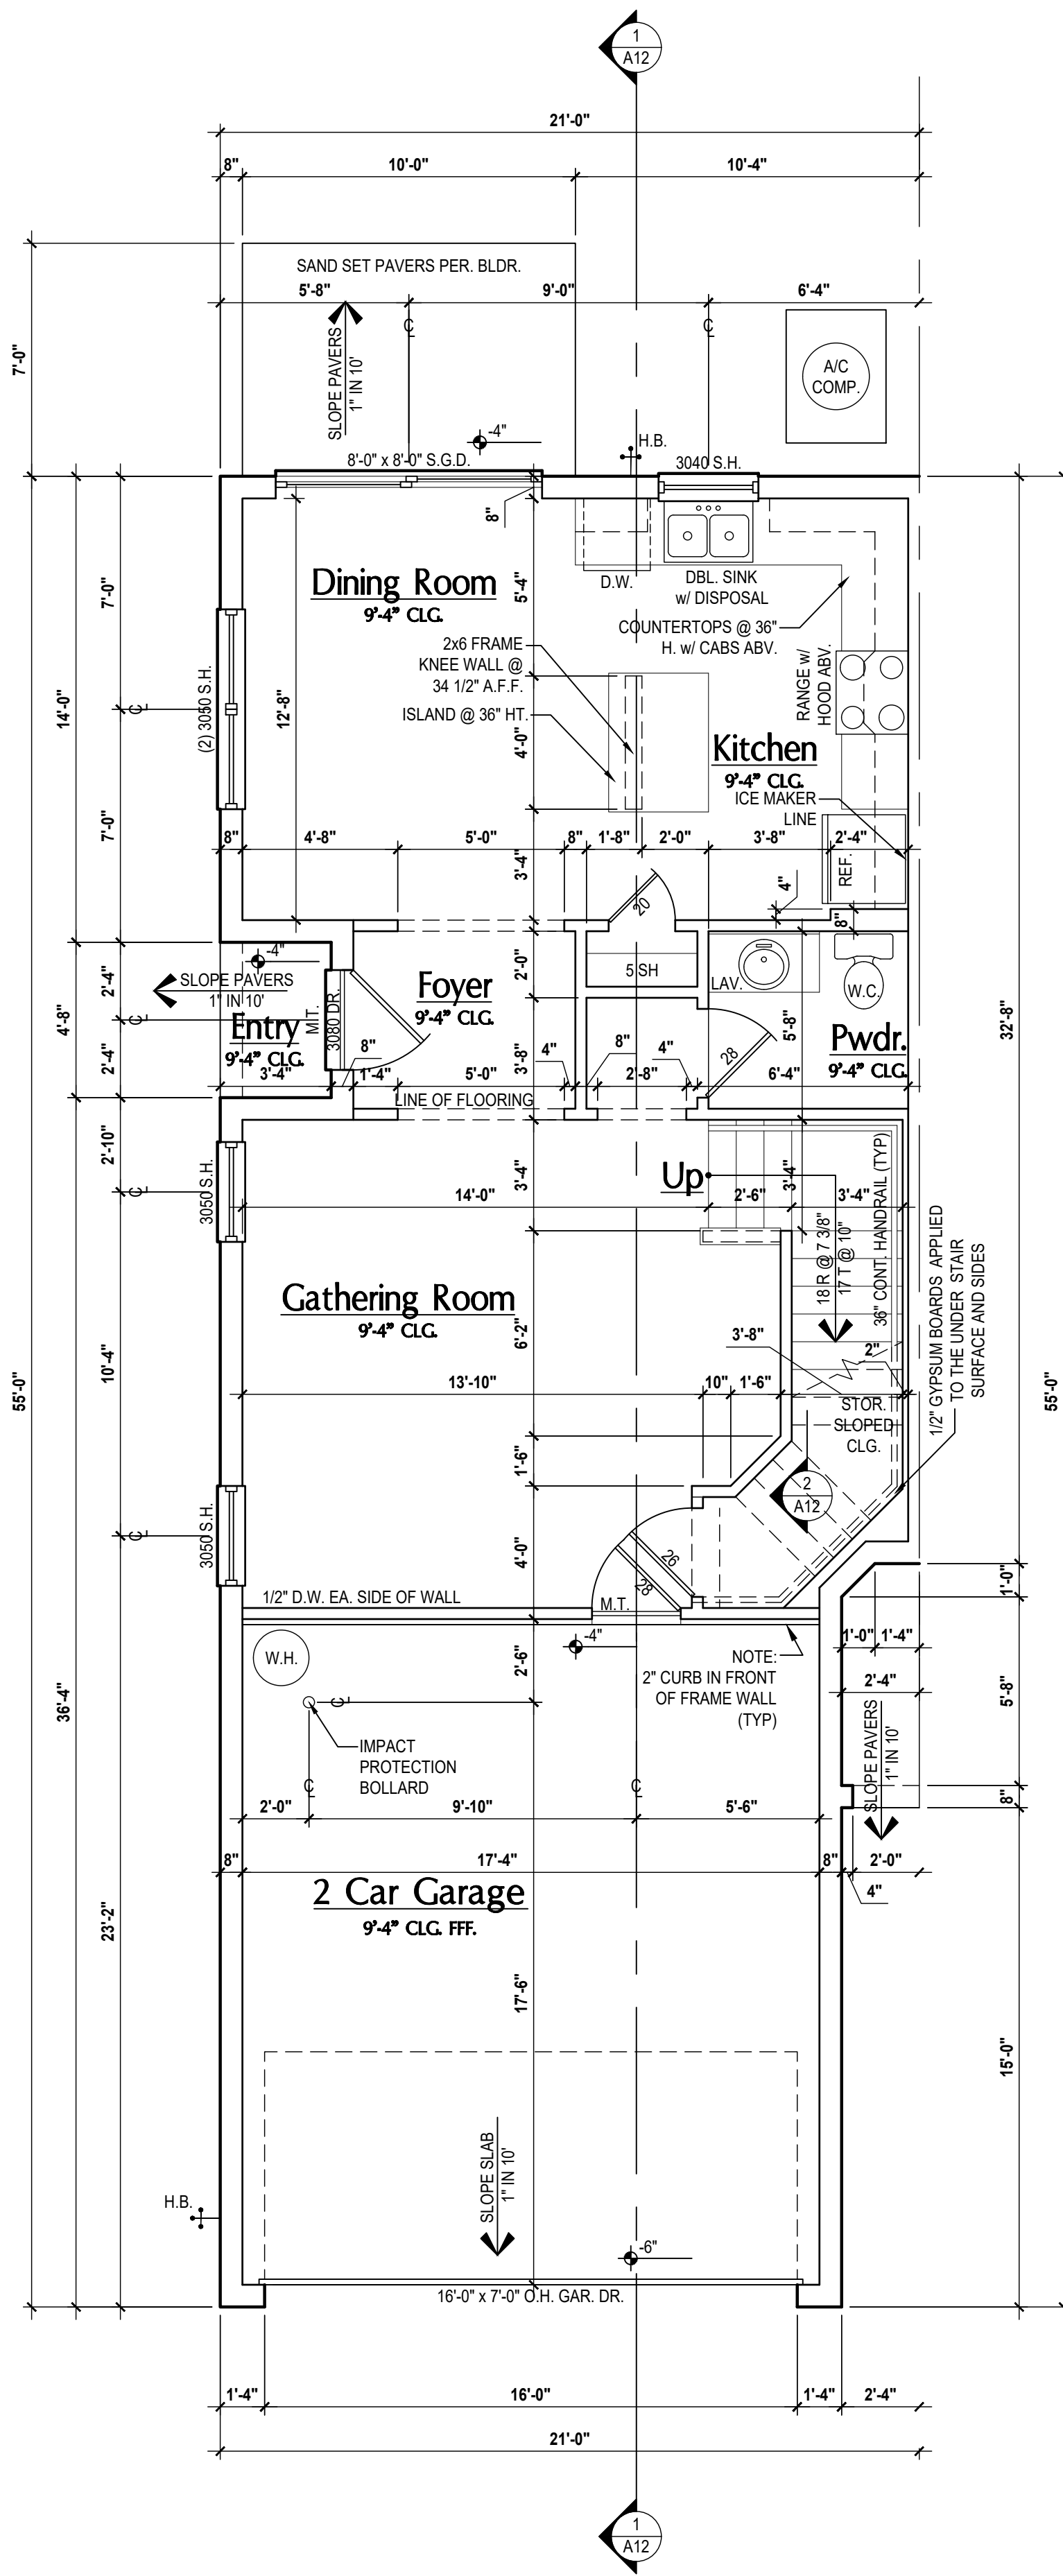 1
A12
21'-0"
8"
10'-0"
10'-4"
SAND SET PAVERS PER. BLDR.
5'-8"
9'-0"
6'-4"
7'-0"
SLOPE PAVERS
1" IN 10'
A/C
COMP.
-4"
H.B.
8'-0" x 8'-0" S.G.D.
3040 S.H.
8"
Dining Room
9'-4" CLG.
5'-4"
D.W.
DBL. SINK
w/ DISPOSAL
COUNTERTOPS @ 36"
H. w/ CABS ABV.
7'-0"
2x6 FRAME
KNEE WALL @
34 1/2" A.F.F.
RANGE w/
HOOD ABV.
14'-0"
(2) 3050 S.H.
12'-8"
ISLAND @ 36" HT.
4'-0"
Kitchen
9'-4" CLG.
ICE MAKER
LINE
7'-0"
8"
4'-8"
5'-0"
8"
1'-8"
2'-0"
3'-8"
2'-4"
3'-4"
REF.
20
4"
8"
-4"
SLOPE PAVERS
1" IN 10'
2'-4"
4'-8"
Foyer
9'-4" CLG.
2'-0"
5 SH
LAV.
W.C.
Entry
9'-4" CLG.
M.T.
3080 DR.
5'-8"
Pwdr.
9'-4" CLG.
32'-8"
2'-4"
3'-4"
8"
1'-4"
5'-0"
3'-8"
4"
8"
2'-8"
4"
28
6'-4"
LINE OF FLOORING
2'-10"
3050 S.H.
3'-4"
Up
14'-0"
2'-6"
3'-4"
3'-4"
18 R @ 7 3/8"
17 T @ 10"
36" CONT. HANDRAIL (TYP)
1/2" GYPSUM BOARDS APPLIED
TO THE UNDER STAIR
SURFACE AND SIDES
Gathering Room
9'-4" CLG.
6'-2"
3'-8"
2"
55'-0"
10'-4"
13'-10"
10"
1'-6"
STOR.
SLOPED
CLG.
55'-0"
1'-6"
2
A12
3050 S.H.
4'-0"
26
28
1/2" D.W. EA. SIDE OF WALL
M.T.
1'-0"
W.H.
-4"
2'-6"
NOTE:
2" CURB IN FRONT
OF FRAME WALL
(TYP)
1'-0"
1'-4"
2'-4"
5'-8"
36'-4"
IMPACT
PROTECTION
BOLLARD
SLOPE PAVERS
1" IN 10'
2'-0"
9'-10"
5'-6"
8"
8"
17'-4"
8"
2'-0"
4"
2 Car Garage
9'-4" CLG. FFF.
23'-2"
17'-6"
15'-0"
SLOPE SLAB
1" IN 10'
H.B.
-6"
16'-0" x 7'-0" O.H. GAR. DR.
1'-4"
16'-0"
1'-4"
2'-4"
21'-0"
1
A12